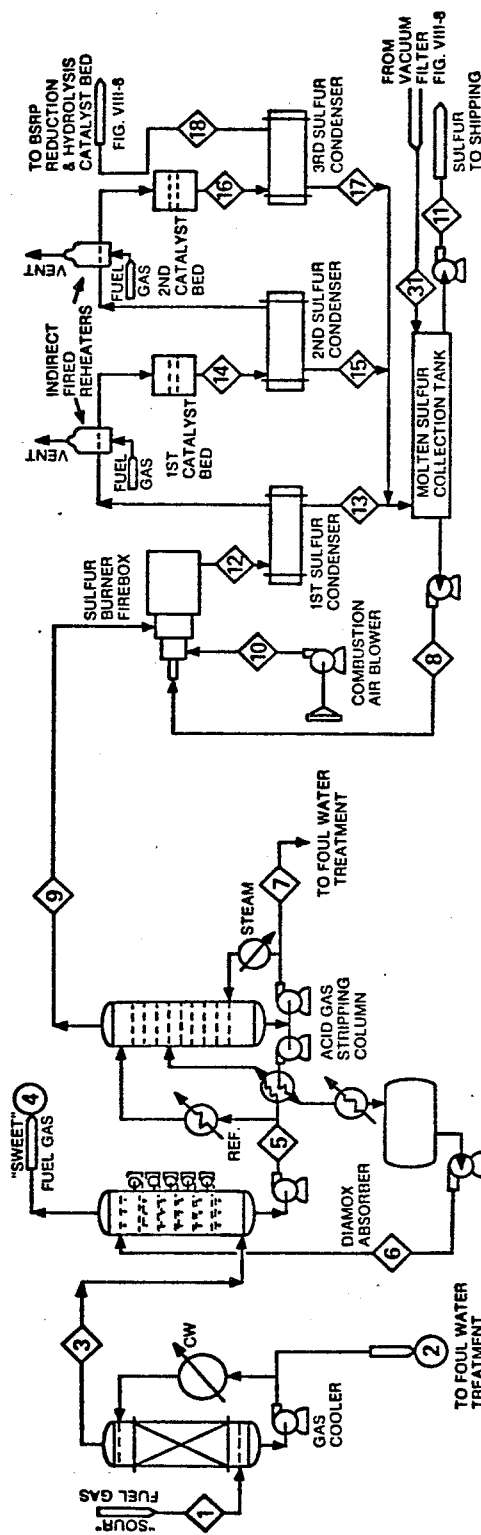 "SOUR"
FUEL GAS
1
3
CW
GAS
COOLER
2
TO FOUL WATER
TREATMENT
"SWEET"
4
FUEL GAS
DIAMOX
ABSORBER
6
5
REF.
9
STEAM
7
TO FOUL WATER
TREATMENT
ACID GAS
STRIPPING
COLUMN
SULFUR
BURNER
FIREBOX
10
COMBUSTION
AIR BLOWER
8
12
1ST SULFUR
CONDENSER
13
VENT
INDIRECT
FIRED
REHEATERS
FUEL
GAS
1ST CATALYST
BED
14
2ND SULFUR
CONDENSER
15
VENT
FUEL
GAS
2ND
CATALYST
BED
16
3RD SULFUR
CONDENSER
17
18
TO BSRP
REDUCTION
& HYDROLYSIS
CATALYST BED
FIG. VIII-8
MOLTEN SULFUR
COLLECTION TANK
31
FROM
VACUUM
FILTER
FIG. VIII-8
11
SULFUR
TO SHIPPING